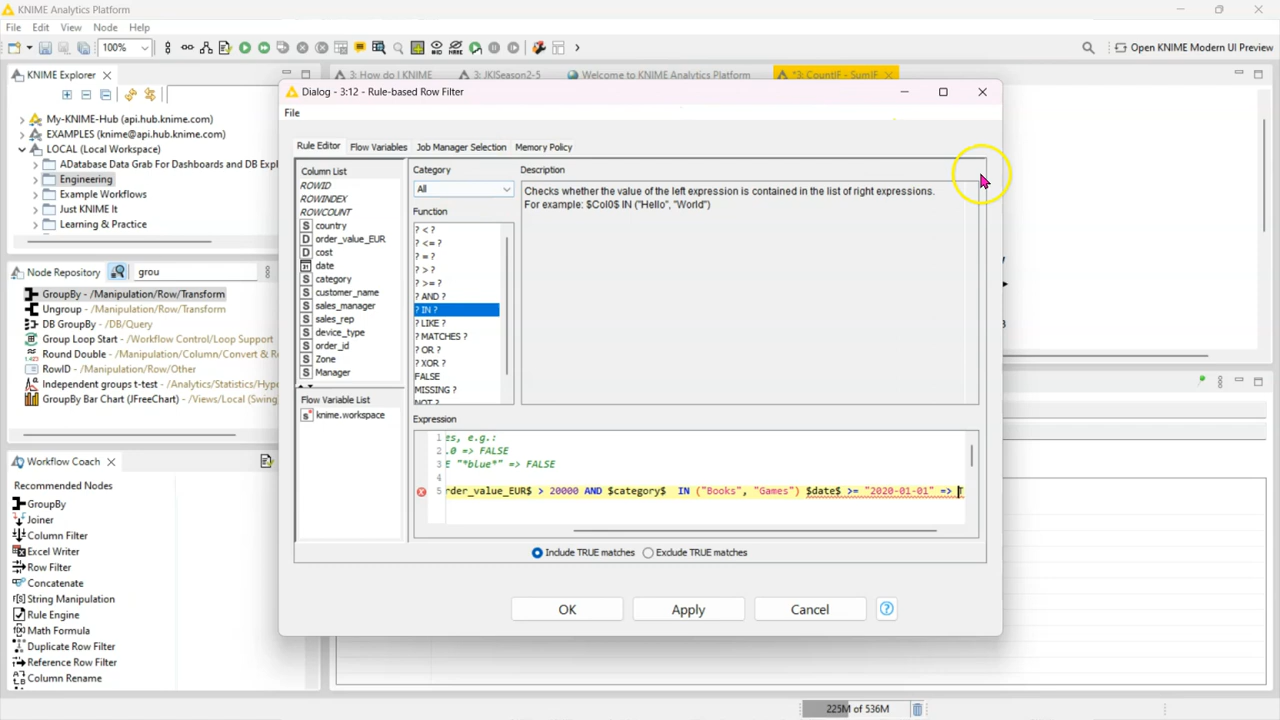 KNIME Analytics Platform
File Edit View Node Help
100%
Open KNIME Modern UI Preview
KNIME Explorer
3: How do I KNIME
3: JKISeason2-5
Welcome to KNIME Analytics Platform
*3: CountIF - SumIF
My-KNIME-Hub (api.hub.knime.com)
EXAMPLES (knime@api.hub.knime.com)
LOCAL (Local Workspace)
ADatabase Data Grab For Dashboards and DB Expl
Engineering
Example Workflows
Just KNIME It
Learning & Practice
Node Repository
grou
GroupBy - /Manipulation/Row/Transform
Ungroup - /Manipulation/Row/Transform
DB GroupBy - /DB/Query
Group Loop Start - /Workflow Control/Loop Support
Round Double - /Manipulation/Column/Convert & R
RowID - /Manipulation/Row/Other
Independent groups t-test - /Analytics/Statistics/Hype
GroupBy Bar Chart (JFreeChart) - /Views/Local (Swing
Workflow Coach
Recommended Nodes
GroupBy
Joiner
Column Filter
Excel Writer
Row Filter
Concatenate
String Manipulation
Rule Engine
Math Formula
Duplicate Row Filter
Reference Row Filter
Column Rename
Dialog - 3:12 - Rule-based Row Filter
File
Rule Editor Flow Variables Job Manager Selection Memory Policy
Column List
ROWID
ROWINDEX
ROWCOUNT
S country
D order_value_EUR
D cost
date
S category
S customer_name
S sales_manager
S sales_rep
S device_type
S order_id
S Zone
S Manager
Flow Variable List
s knime.workspace
Category
All
Function
? < ?
? <= ?
? = ?
? > ?
? >= ?
? AND ?
? IN ?
? LIKE ?
? MATCHES ?
? OR ?
? XOR ?
FALSE
MISSING ?
NOT ?
Description
Checks whether the value of the left expression is contained in the list of right expressions.
For example: $Col0$ IN ("Hello", "World")
Expression
1 es, e.g.:
2 .0 => FALSE
3 E "*blue*" => FALSE
4
5 rder_value_EUR$ > 20000 AND $category$ IN ("Books", "Games") $date$ >= "2020-01-01" => T
Include TRUE matches Exclude TRUE matches
OK Apply Cancel ?
225M of 536M